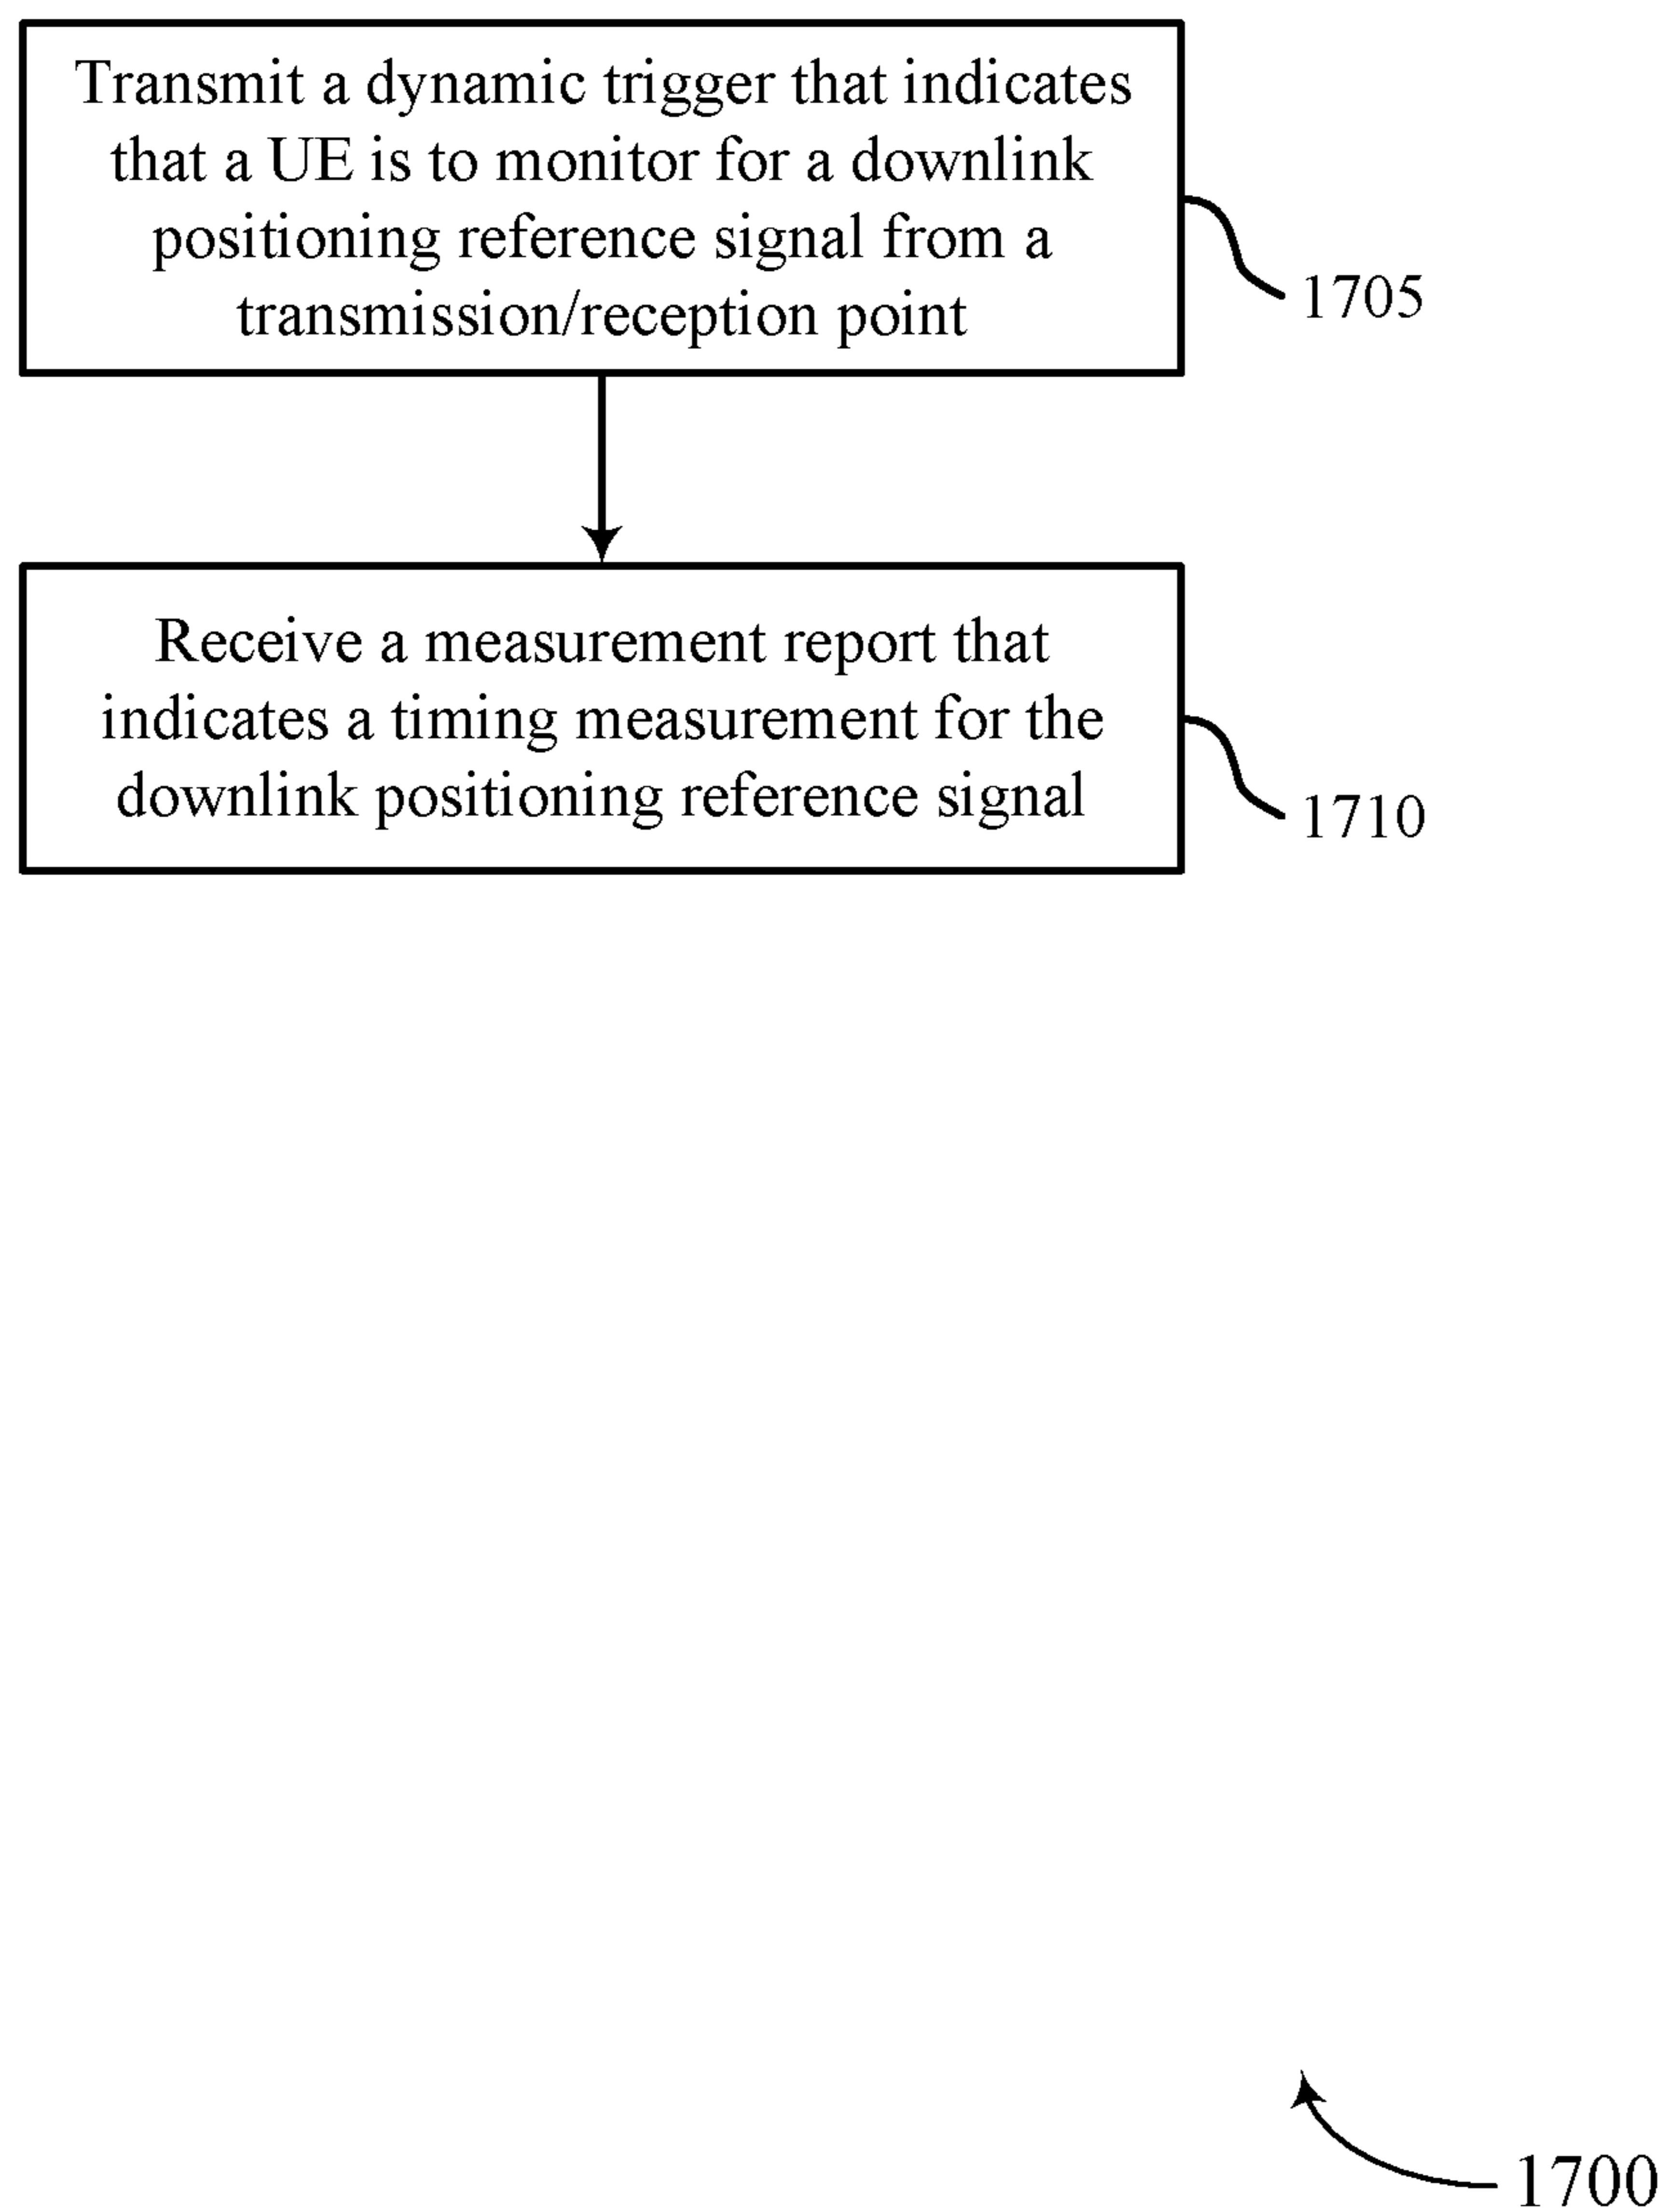 Transmit a dynamic trigger that indicates
that a UE is to monitor for a downlink
positioning reference signal from a
transmission/reception point
1705
Receive a measurement report that
indicates a timing measurement for the
downlink positioning reference signal
1710
1700